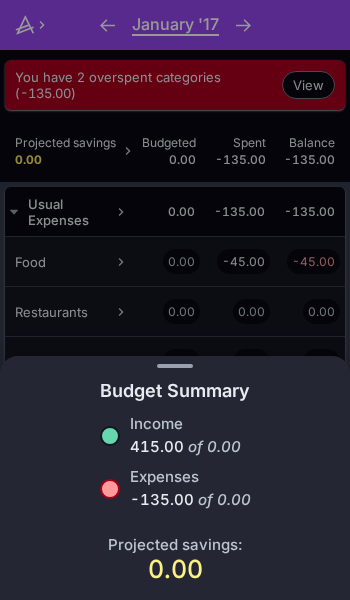 January '17
You have 2 overspent categories
(-135.00)
View
Projected savings Budgeted Spent Balance
0.00 0.00 -135.00 -135.00
Usual
Expenses
0.00 -135.00 -135.00
Food 0.00 -45.00 -45.00
Restaurants 0.00 0.00 0.00
Budget Summary
Income
415.00 of 0.00
Expenses
-135.00 of 0.00
Projected savings:
0.00